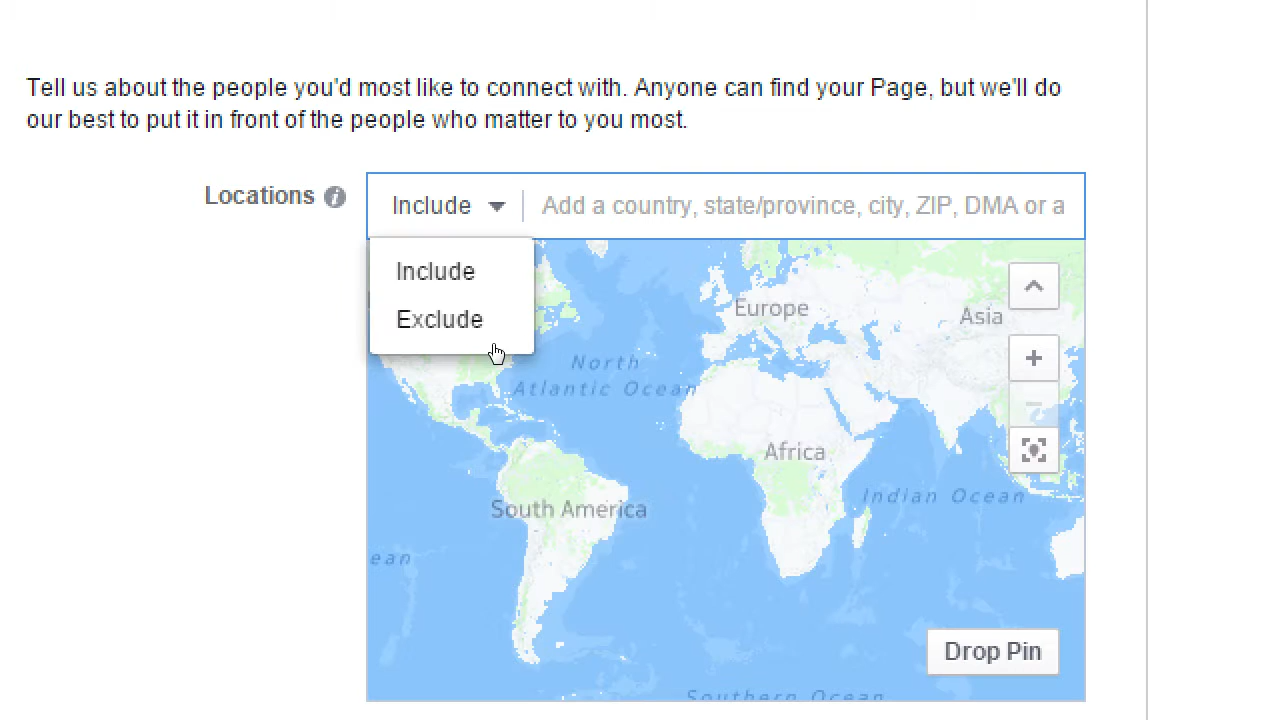 Tell us about the people you'd most like to connect with. Anyone can find your Page, but we'll do
our best to put it in front of the people who matter to you most.
Locations
Include
Add a country, state/province, city, ZIP, DMA or a
Include
Exclude
Europe
Asia
North
Atlantic Ocean
Africa
Indian Ocean
South America
ean
Drop Pin
Southern Ocean